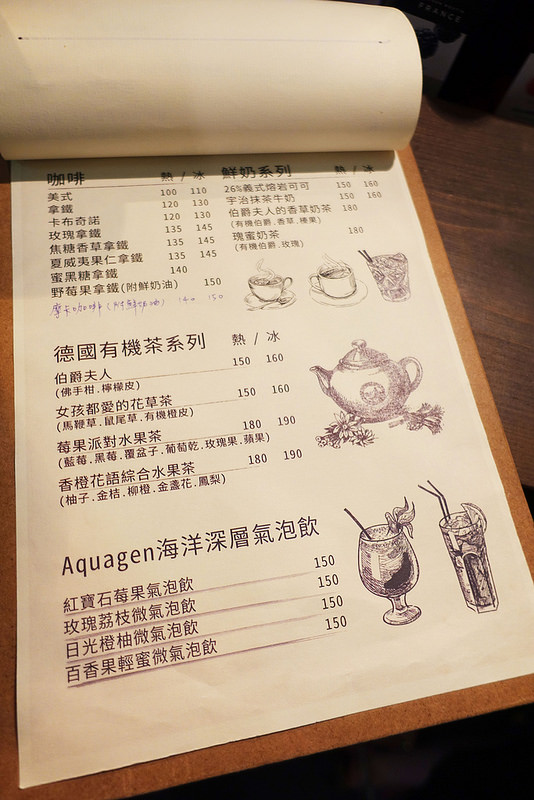 FRANCE
咖啡 熱 / 冰
美式 100 110
拿鐵 120 130
卡布奇諾 120 130
玫瑰拿鐵 135 145
焦糖香草拿鐵 135 145
夏威夷果仁拿鐵 135 145
蜜黑糖拿鐵 140
野莓果拿鐵(附鮮奶油) 150
摩卡咖啡(附鮮奶油) 140 150
鮮奶系列 熱 / 冰
26%義式熔岩可可 150 160
宇治抹茶牛奶 150 160
伯爵夫人的香草奶茶 180
(有機伯爵.香草.榛果)
瑰蜜奶茶 180
(有機伯爵.玫瑰)
德國有機茶系列 熱 / 冰
伯爵夫人 150 160
(佛手柑.檸檬皮)
女孩都愛的花草茶 150 160
(馬鞭草.鼠尾草.有機橙皮)
莓果派對水果茶 180 190
(藍莓.黑莓.覆盆子.葡萄乾.玫瑰果.蘋果)
香橙花語綜合水果茶 180 190
(柚子.金桔.柳橙.金盞花.鳳梨)
Aquagen海洋深層氣泡飲
紅寶石莓果氣泡飲 150
玫瑰荔枝微氣泡飲 150
日光橙柚微氣泡飲 150
百香果輕蜜微氣泡飲 150